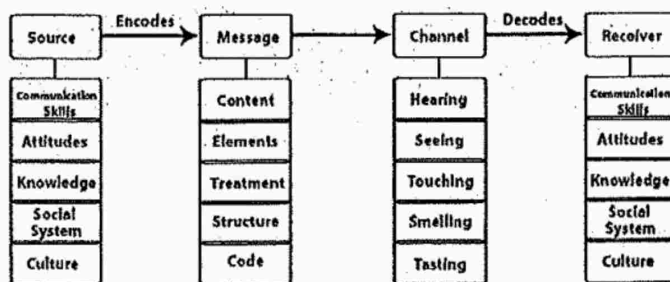 Encodes
Decodes
Source
Message
Channel
Receiver
Communication
Skills
Attitudes
Knowledge
Social
System
Culture
Content
Elements
Treatment
Structure
Code
Hearing
Seeing
Touching
Smelling
Tasting
Communication
Skills
Attitudes
Knowledge
Social
System
Culture